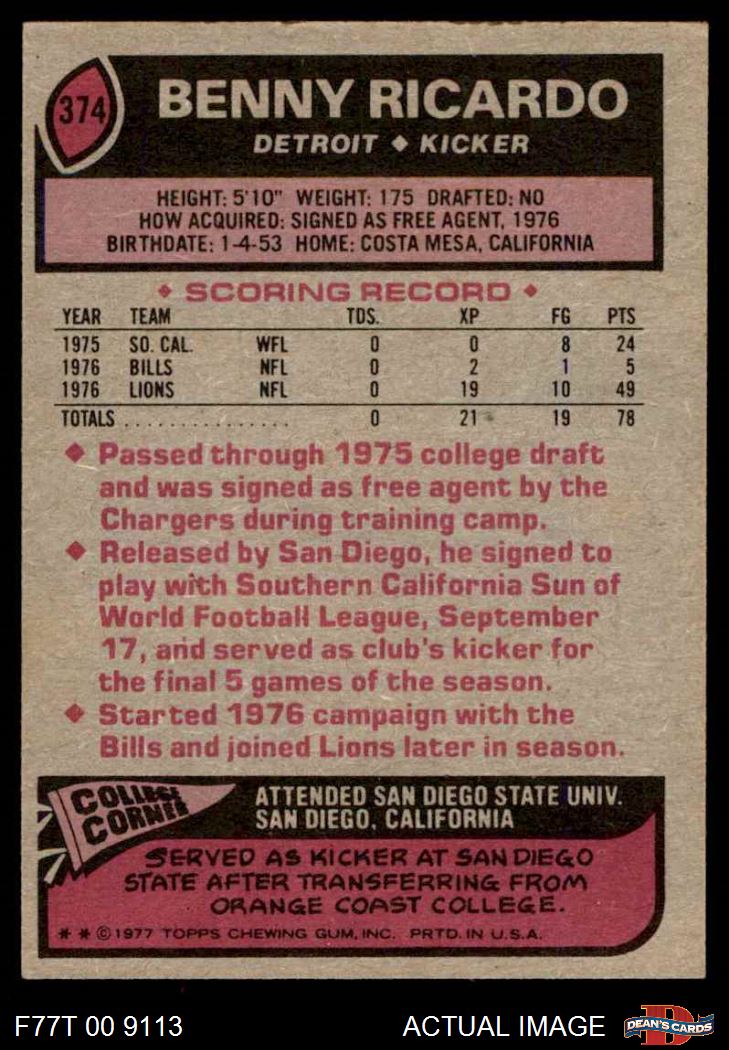 374
BENNY RICARDO
DETROIT ◆ KICKER
HEIGHT: 5'10" WEIGHT: 175 DRAFTED: NO
HOW ACQUIRED: SIGNED AS FREE AGENT, 1976
BIRTHDATE: 1-4-53 HOME: COSTA MESA, CALIFORNIA
◆ SCORING RECORD ◆
YEAR TEAM TDS. XP FG PTS
1975 SO. CAL. WFL 0 0 8 24
1976 BILLS NFL 0 2 1 5
1976 LIONS NFL 0 19 10 49
TOTALS . . . . . . . . . . . . . . . 0 21 19 78
◆ Passed through 1975 college draft
and was signed as free agent by the
Chargers during training camp.
◆ Released by San Diego, he signed to
play with Southern California Sun of
World Football League, September
17, and served as club's kicker for
the final 5 games of the season.
◆ Started 1976 campaign with the
Bills and joined Lions later in season.
COLLEGE
CORNER
ATTENDED SAN DIEGO STATE UNIV.
SAN DIEGO, CALIFORNIA
SERVED AS KICKER AT SAN DIEGO
STATE AFTER TRANSFERRING FROM
ORANGE COAST COLLEGE.
* * © 1977 TOPPS CHEWING GUM, INC. PRTD. IN U.S.A.
F77T 00 9113
ACTUAL IMAGE
DEAN'S CARDS